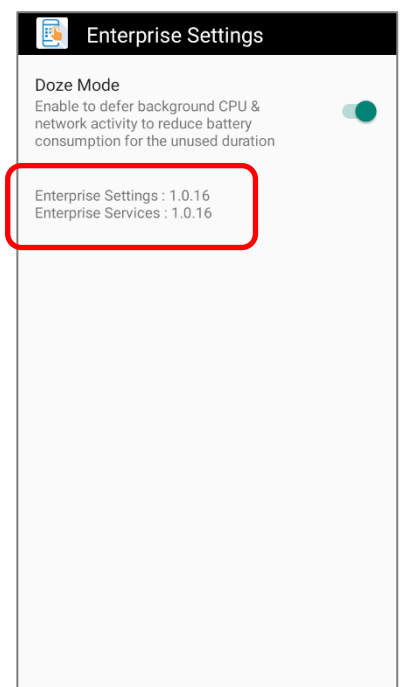 Enterprise Settings
Doze Mode
Enable to defer background CPU &
network activity to reduce battery
consumption for the unused duration
Enterprise Settings : 1.0.16
Enterprise Services : 1.0.16